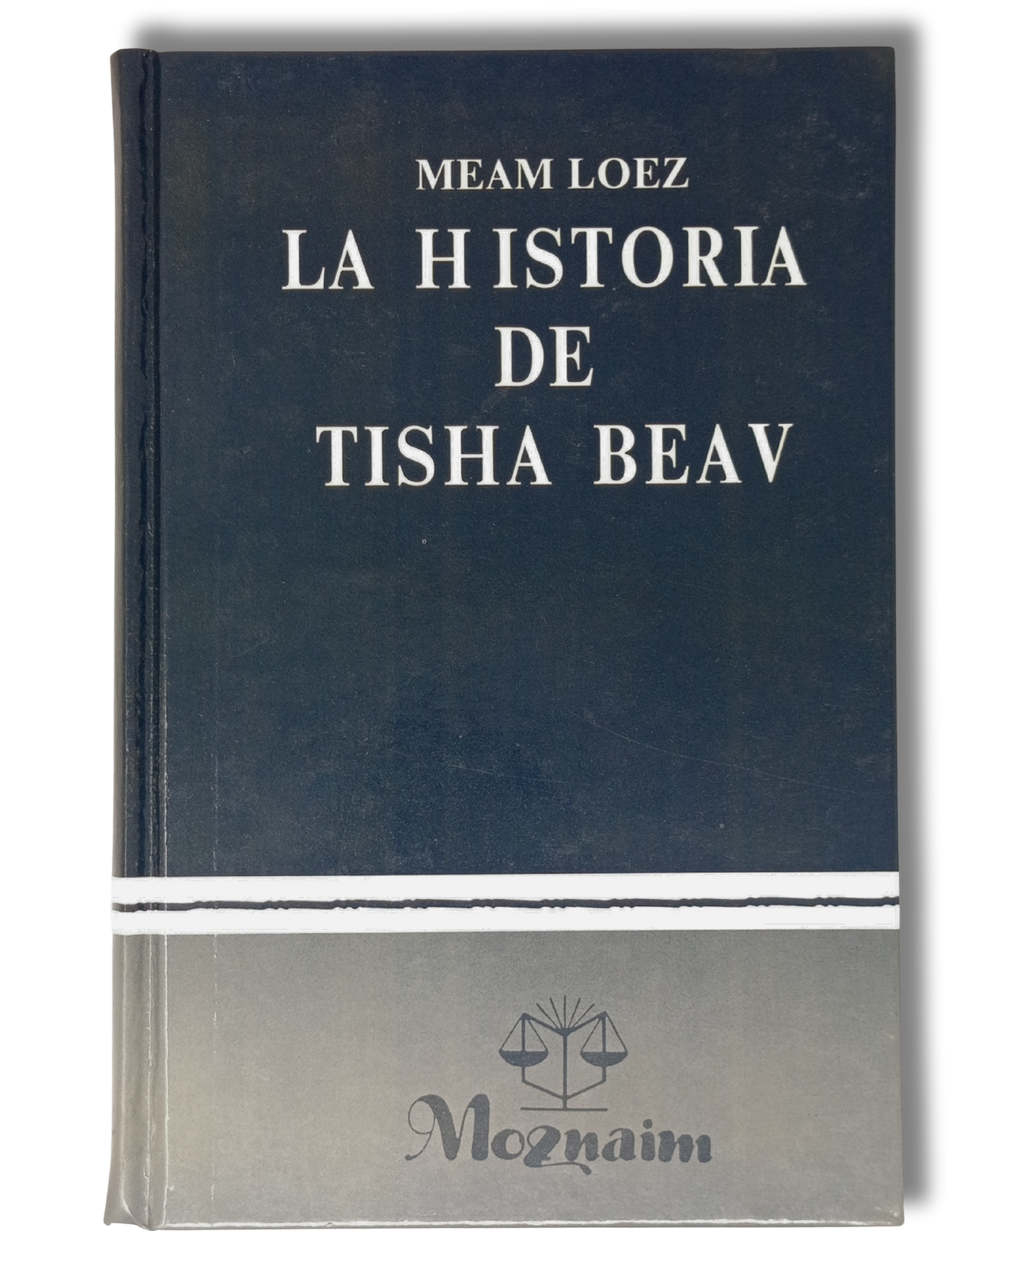 MEAM LOEZ
LA HISTORIA
DE
TISHA BEAV
Moznaim